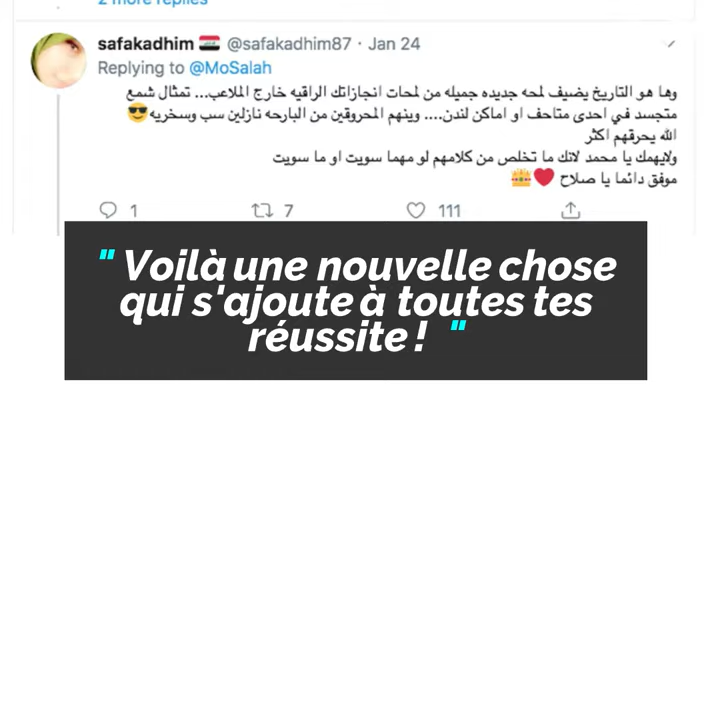 2 more replies
safakadhim 🇮🇶 @safakadhim87 · Jan 24
Replying to @MoSalah
وها هو التاريخ يضيف لمحه جديده جميله من لمحات انجازاتك الراقيه خارج الملاعب... تمثال شمع
متجسد في احدى متاحف او اماكن لندن.... وينهم المحروقين من البارحه نازلين سب وسخريه😎
الله يحرقهم اكثر
ولايهمك يا محمد لانك ما تخلص من كلامهم لو مهما سويت او ما سويت
موفق دائما يا صلاح ❤️👑
1 7 111
" Voilà une nouvelle chose
qui s'ajoute à toutes tes
réussite ! "